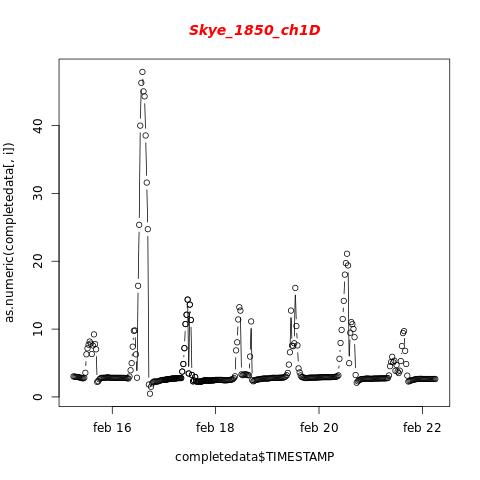 Skye_1850_ch1D
as.numeric(completedata[, i])
40
30
20
10
0
feb 16
feb 18
feb 20
feb 22
completedata$TIMESTAMP